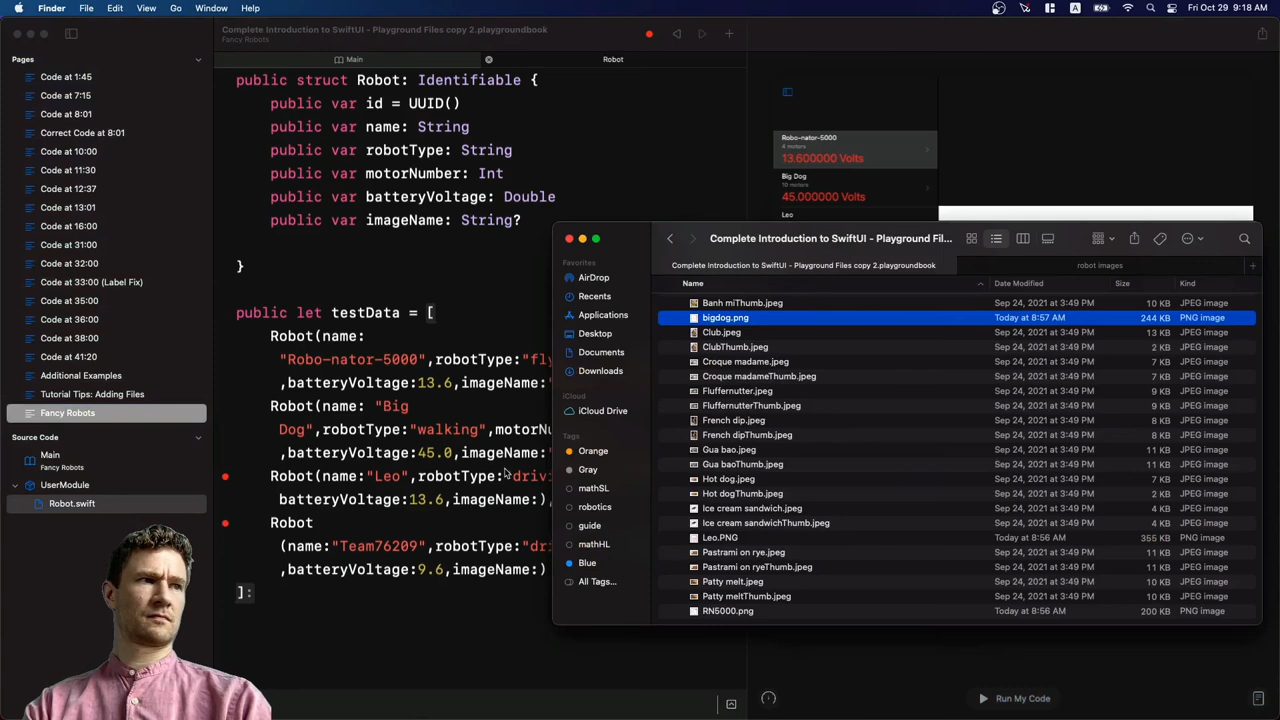 Finder File Edit View Go Window Help
A
Fri Oct 29 9:18 AM
Complete Introduction to SwiftUI - Playground Files copy 2.playgroundbook
Fancy Robots
Main
Robot
Pages
Code at 1:45
Code at 7:15
Code at 8:01
Correct Code at 8:01
Code at 10:00
Code at 11:30
Code at 12:37
Code at 13:01
Code at 16:00
Code at 31:00
Code at 32:00
Code at 33:00 (Label Fix)
Code at 35:00
Code at 36:00
Code at 38:00
Code at 41:20
Additional Examples
Tutorial Tips: Adding Files
Fancy Robots
Source Code
Main
Fancy Robots
UserModule
Robot.swift
public struct Robot: Identifiable {
public var id = UUID()
public var name: String
public var robotType: String
public var motorNumber: Int
public var batteryVoltage: Double
public var imageName: String?
}
public let testData = [
Robot(name:
"Robo-nator-5000",robotType:"fly
,batteryVoltage:13.6,imageName:"
Robot(name: "Big
Dog",robotType:"walking",motorNu
,batteryVoltage:45.0,imageName:"
Robot(name:"Leo",robotType:"drivi
batteryVoltage:13.6,imageName:),
Robot
(name:"Team76209",robotType:"dri
,batteryVoltage:9.6,imageName:)
]
Robo-nator-5000
4 motors
13.600000 Volts
Big Dog
10 motors
45.000000 Volts
Leo
Complete Introduction to SwiftUI - Playground Fil...
Complete Introduction to SwiftUI - Playground Files copy 2.playgroundbook
robot images
Favorites
AirDrop
Recents
Applications
Desktop
Documents
Downloads
iCloud
iCloud Drive
Tags
Orange
Gray
mathSL
robotics
guide
mathHL
Blue
All Tags...
Name Date Modified Size Kind
Banh miThumb.jpeg Sep 24, 2021 at 3:49 PM 10 KB JPEG image
bigdog.png Today at 8:57 AM 244 KB PNG image
Club.jpeg Sep 24, 2021 at 3:49 PM 13 KB JPEG image
ClubThumb.jpeg Sep 24, 2021 at 3:49 PM 2 KB JPEG image
Croque madame.jpeg Sep 24, 2021 at 3:49 PM 7 KB JPEG image
Croque madameThumb.jpeg Sep 24, 2021 at 3:49 PM 7 KB JPEG image
Fluffernutter.jpeg Sep 24, 2021 at 3:49 PM 9 KB JPEG image
FluffernutterThumb.jpeg Sep 24, 2021 at 3:49 PM 9 KB JPEG image
French dip.jpeg Sep 24, 2021 at 3:49 PM 8 KB JPEG image
French dipThumb.jpeg Sep 24, 2021 at 3:49 PM 8 KB JPEG image
Gua bao.jpeg Sep 24, 2021 at 3:49 PM 7 KB JPEG image
Gua baoThumb.jpeg Sep 24, 2021 at 3:49 PM 7 KB JPEG image
Hot dog.jpeg Sep 24, 2021 at 3:49 PM 7 KB JPEG image
Hot dogThumb.jpeg Sep 24, 2021 at 3:49 PM 2 KB JPEG image
Ice cream sandwich.jpeg Sep 24, 2021 at 3:49 PM 4 KB JPEG image
Ice cream sandwichThumb.jpeg Sep 24, 2021 at 3:49 PM 2 KB JPEG image
Leo.PNG Today at 8:56 AM 355 KB PNG image
Pastrami on rye.jpeg Sep 24, 2021 at 3:49 PM 11 KB JPEG image
Pastrami on ryeThumb.jpeg Sep 24, 2021 at 3:49 PM 11 KB JPEG image
Patty melt.jpeg Sep 24, 2021 at 3:49 PM 10 KB JPEG image
Patty meltThumb.jpeg Sep 24, 2021 at 3:49 PM 10 KB JPEG image
RN5000.png Today at 8:56 AM 200 KB PNG image
Run My Code